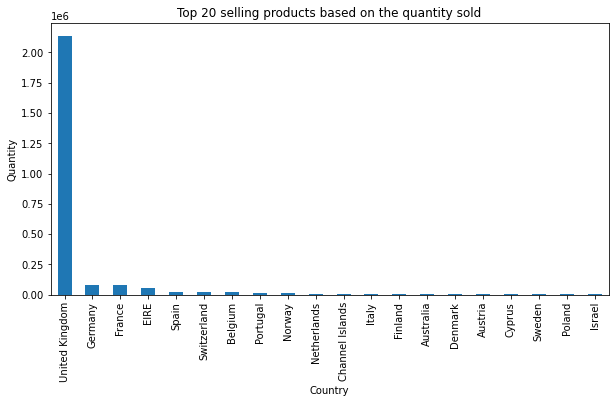 Top 20 selling products based on the quantity sold
1e6
2.00
1.75
1.50
1.25
1.00
0.75
0.50
0.25
0.00
Quantity
United Kingdom
Germany
France
EIRE
Spain
Switzerland
Belgium
Portugal
Norway
Netherlands
Channel Islands
Italy
Finland
Australia
Denmark
Austria
Cyprus
Sweden
Poland
Israel
Country